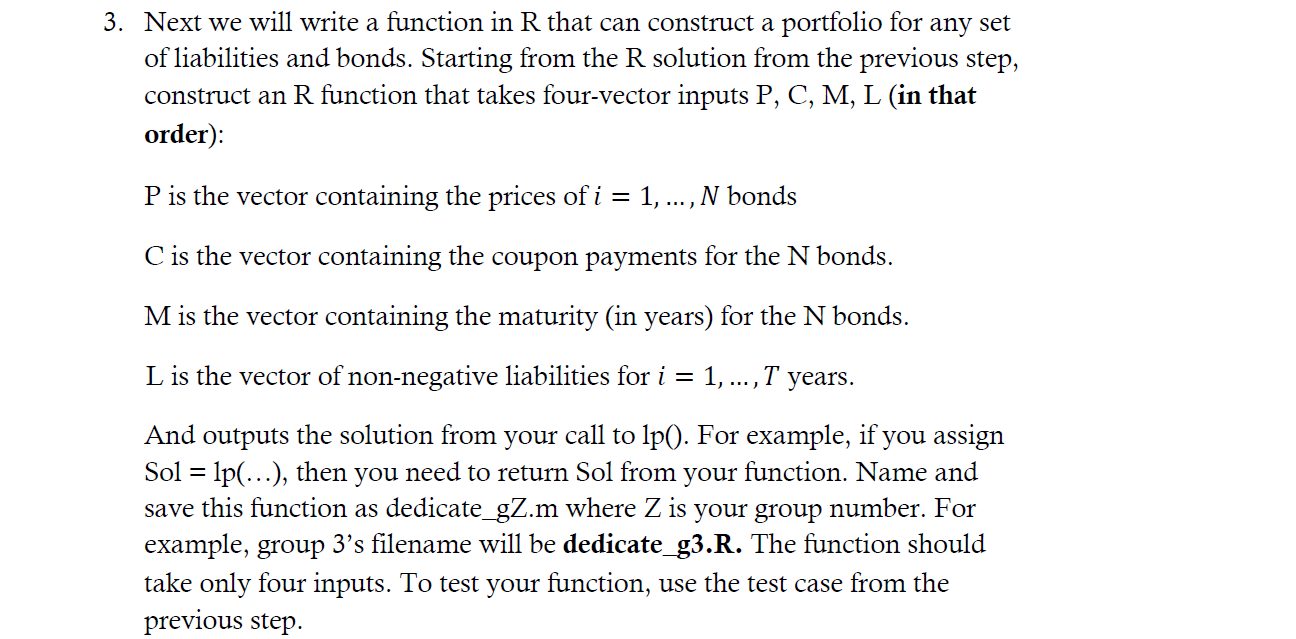 3. Next we will write a function in R that can construct a portfolio for any set
of liabilities and bonds. Starting from the R solution from the previous step,
construct an R function that takes four-vector inputs P, C, M, L (in that
order):
P is the vector containing the prices of i = 1, … , N bonds
C is the vector containing the coupon payments for the N bonds.
M is the vector containing the maturity (in years) for the N bonds.
L is the vector of non-negative liabilities for i = 1, … , T years.
And outputs the solution from your call to lp(). For example, if you assign
Sol = lp(…), then you need to return Sol from your function. Name and
save this function as dedicate_gZ.m where Z is your group number. For
example, group 3’s filename will be dedicate_g3.R. The function should
take only four inputs. To test your function, use the test case from the
previous step.